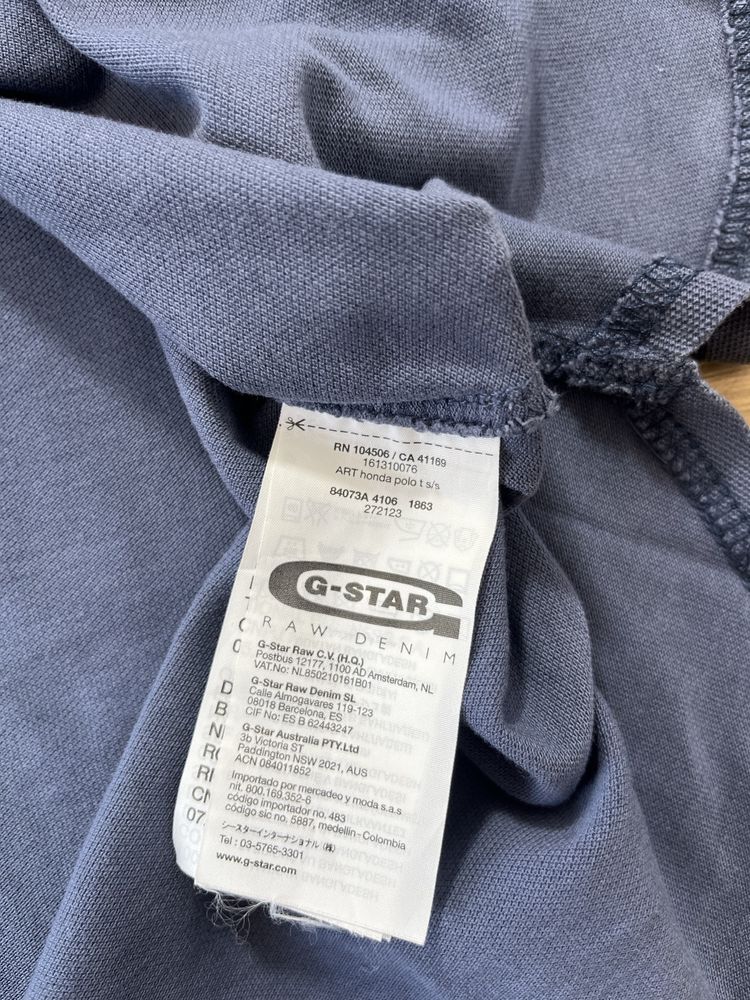 RN 104506 / CA 41169
161310076
ART honda polo t s/s
84073A 4106 1863
272123
G-STAR
RAW DENIM
G-Star Raw C.V. (H.Q.)
Postbus 12177, 1100 AD Amsterdam, NL
VAT.No: NL850210161B01
G-Star Raw Denim SL
Calle Almogavares 119-123
08018 Barcelona, ES
CIF No: ES B 62443247
G-Star Australia PTY.Ltd
3b Victoria ST
Paddington NSW 2021, AUS
ACN 084011852
Importado por mercadeo y moda s.a.s
nit. 800.169.352-6
código importador no. 483
código sic no. 5887, medellin - Colombia
ジースターインターナショナル (株)
Tel : 03-5765-3301
www.g-star.com